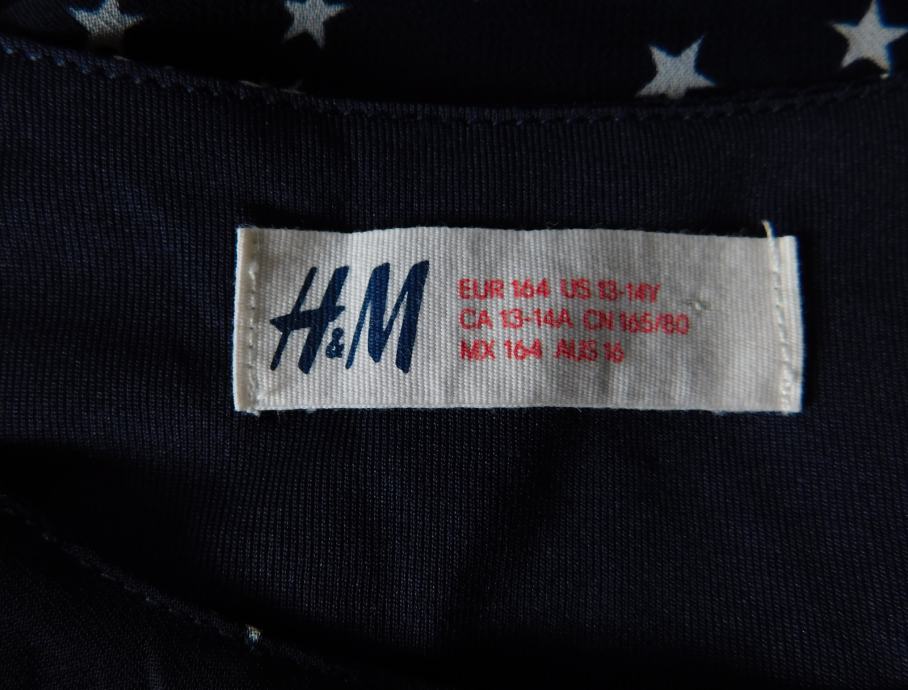 H&M
EUR 164 US 13-14Y
CA 13-14A CN 165/80
MX 164 AUS 16